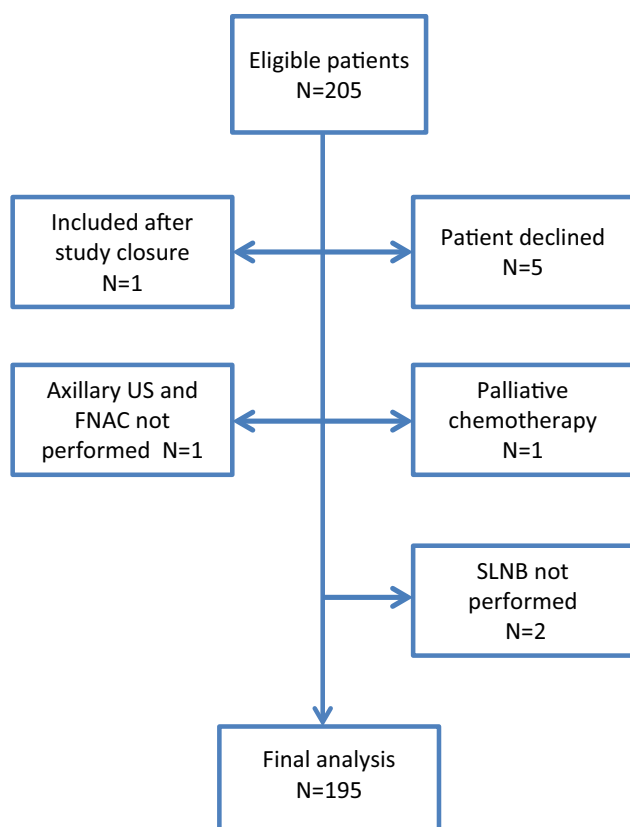 Eligible patients
N=205
Included after
study closure
N=1
Patient declined
N=5
Axillary US and
FNAC not
performed N=1
Palliative
chemotherapy
N=1
SLNB not
performed
N=2
Final analysis
N=195